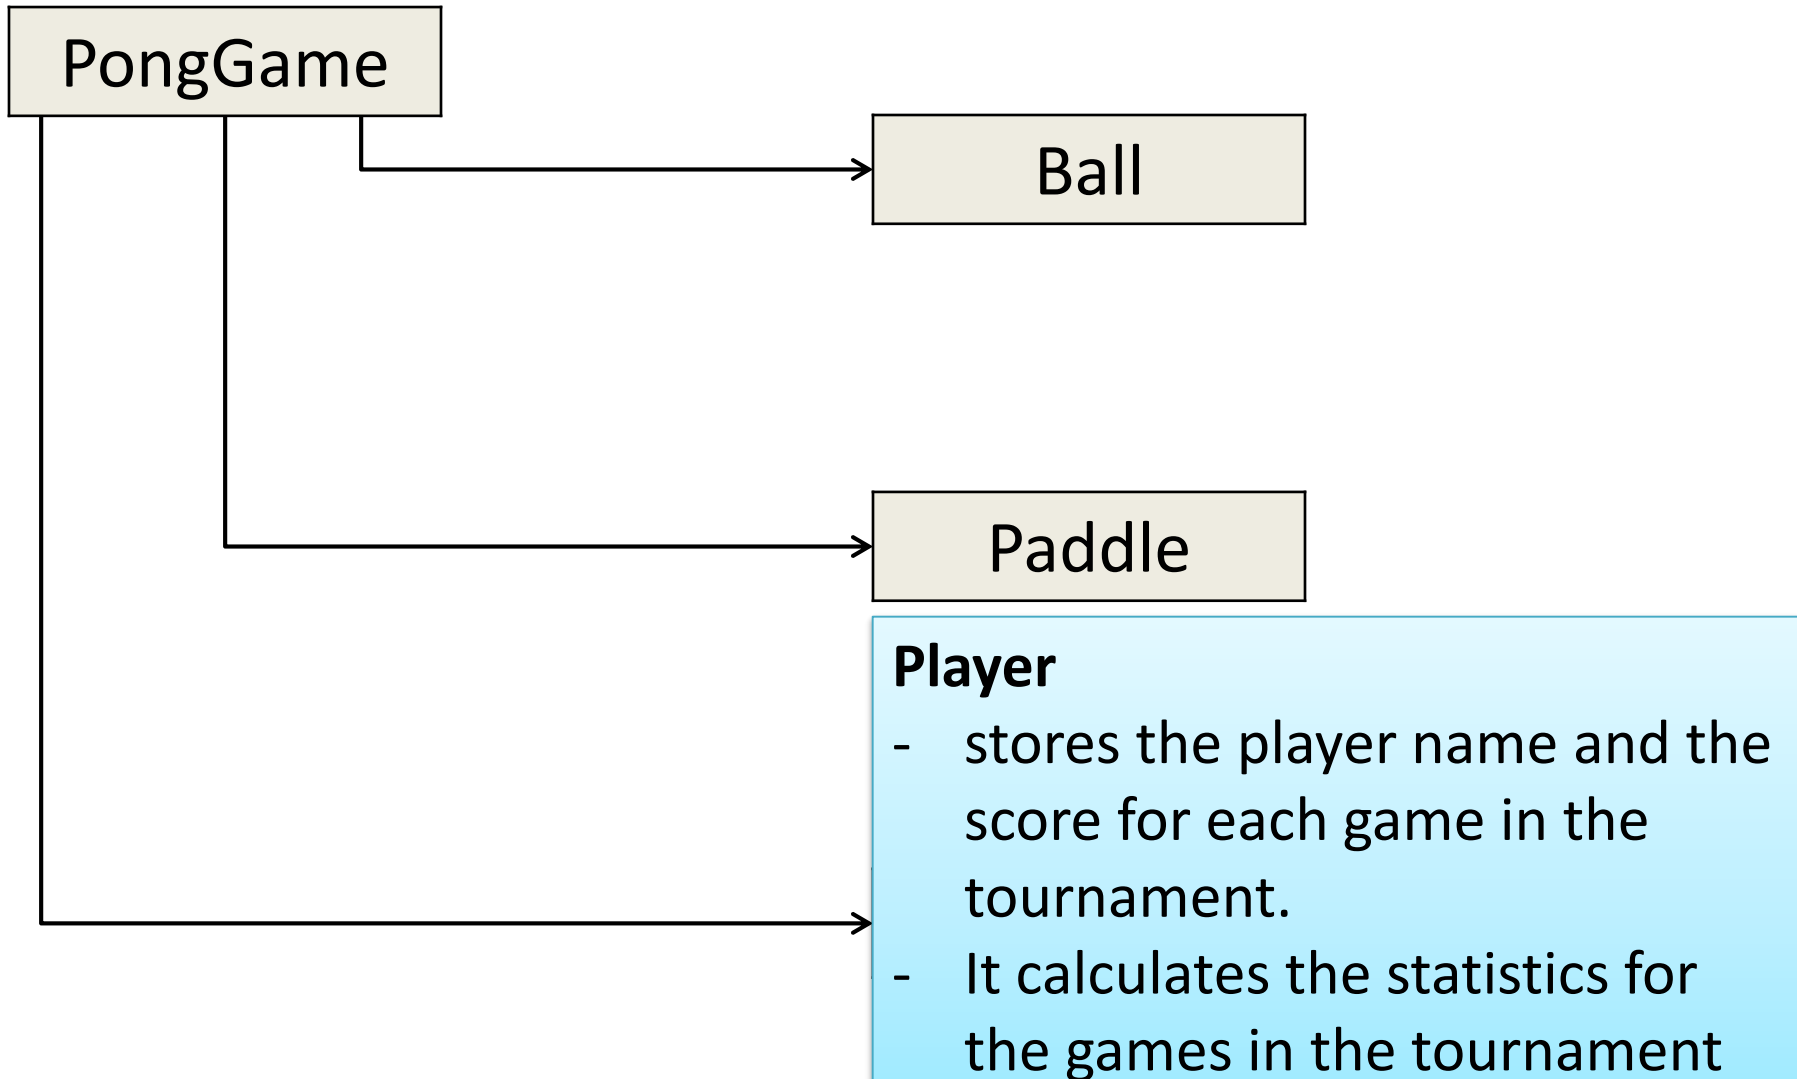 PongGame
Ball
Paddle
Player
- stores the player name and the
score for each game in the
tournament.
- It calculates the statistics for
the games in the tournament